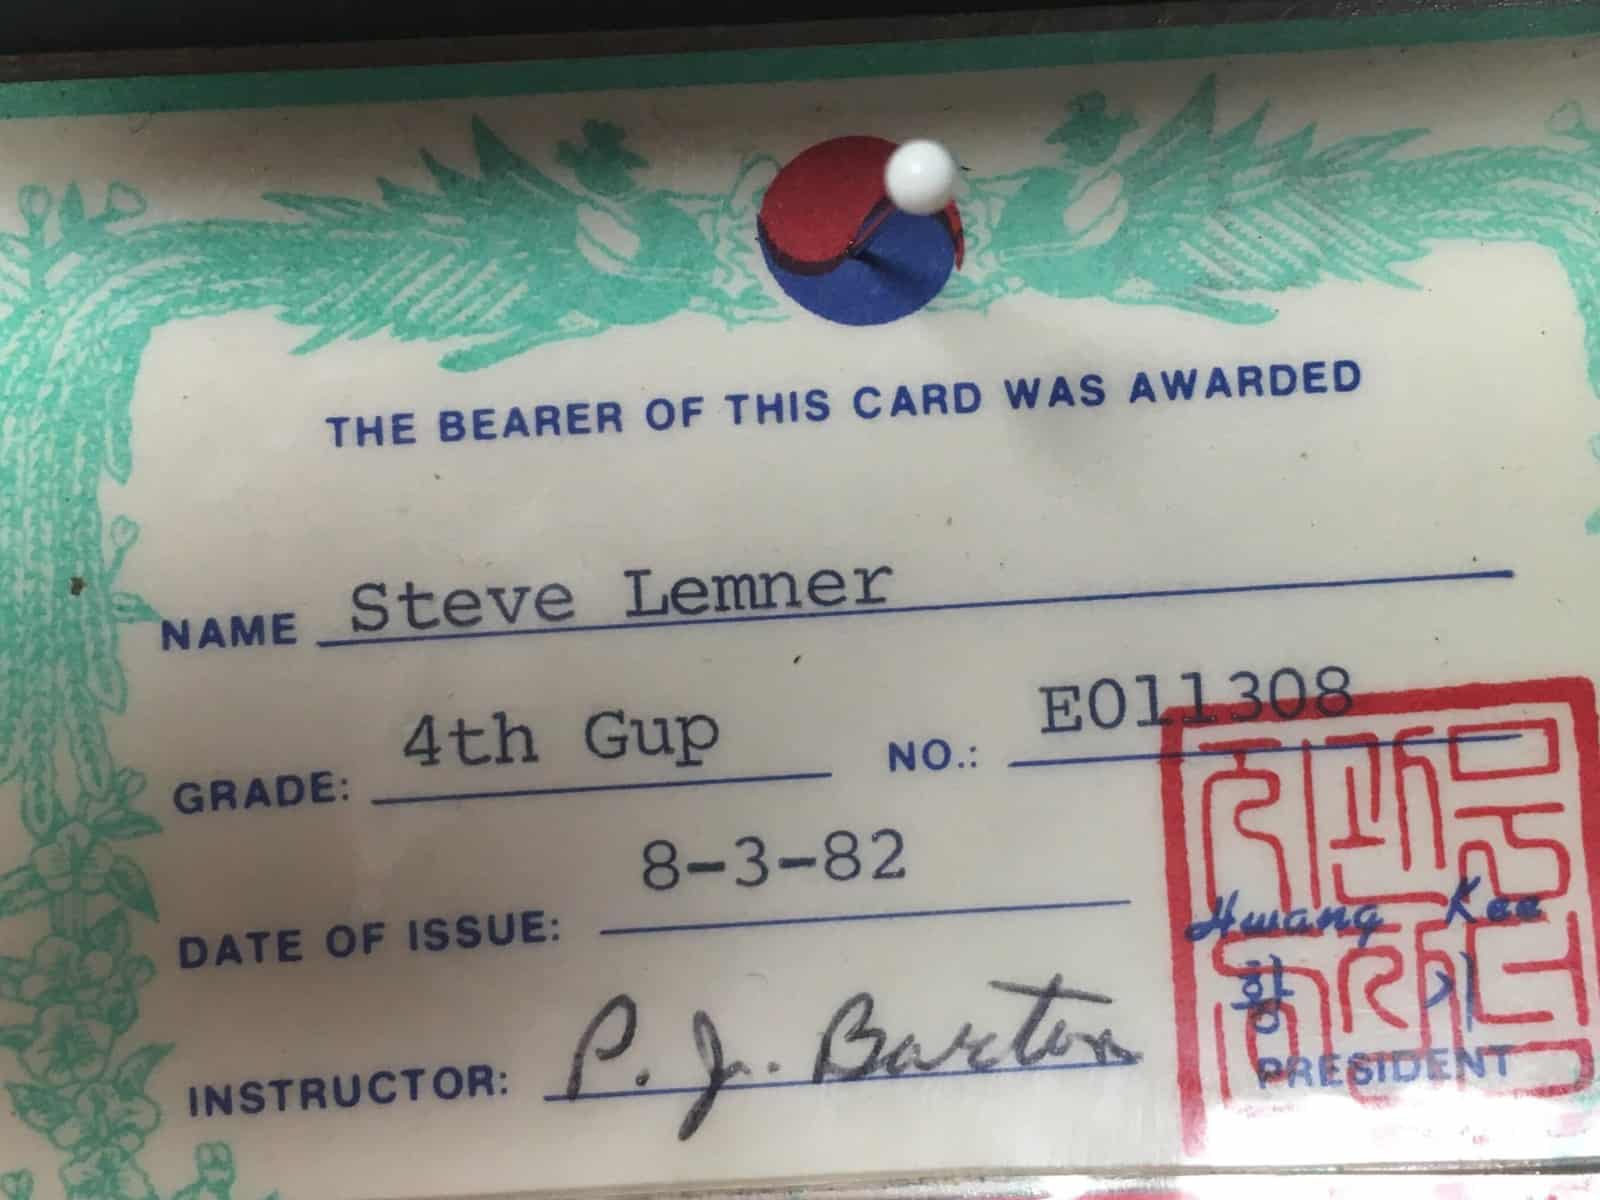 THE BEARER OF THIS CARD WAS AWARDED
NAME Steve Lemner
GRADE: 4th Gup NO.: E011308
DATE OF ISSUE: 8-3-82
Hwang Kee
황 기
PRESIDENT
INSTRUCTOR: P. J. Barton